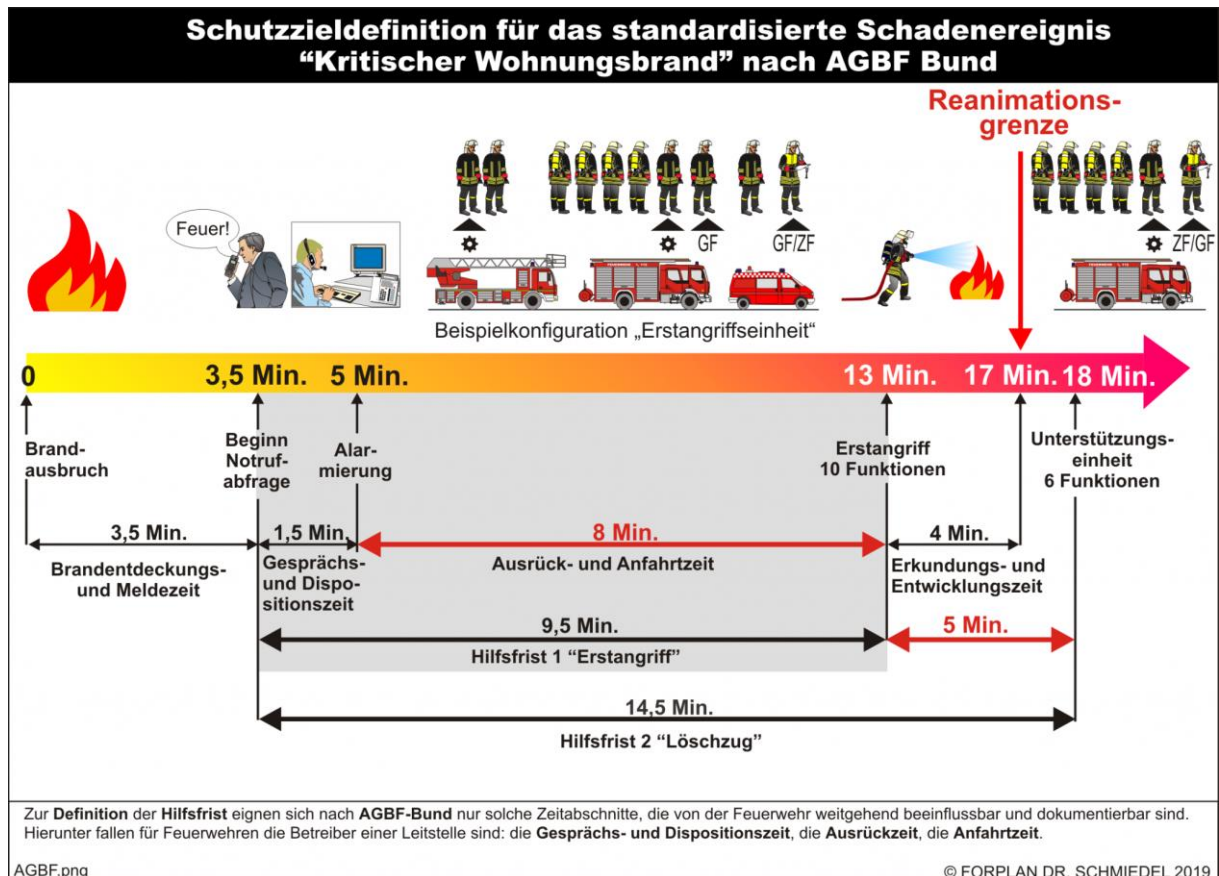 Schutzzieldefinition für das standardisierte Schadenereignis
“Kritischer Wohnungsbrand” nach AGBF Bund
Reanimations-
grenze
Feuer!
GF
GF/ZF
ZF/GF
Beispielkonfiguration „Erstangriffseinheit“
0
3,5 Min.
5 Min.
13 Min.
17 Min.
18 Min.
Brand-
ausbruch
Beginn
Notruf-
abfrage
Alar-
mierung
Erstangriff
10 Funktionen
Unterstützungs-
einheit
6 Funktionen
3,5 Min.
Brandentdeckungs-
und Meldezeit
1,5 Min.
Gesprächs-
und Dispo-
sitionszeit
8 Min.
Ausrück- und Anfahrtzeit
4 Min.
Erkundungs- und
Entwicklungszeit
9,5 Min.
Hilfsfrist 1 “Erstangriff”
5 Min.
14,5 Min.
Hilfsfrist 2 “Löschzug”
Zur Definition der Hilfsfrist eignen sich nach AGBF-Bund nur solche Zeitabschnitte, die von der Feuerwehr weitgehend beeinflussbar und dokumentierbar sind.
Hierunter fallen für Feuerwehren die Betreiber einer Leitstelle sind: die Gesprächs- und Dispositionszeit, die Ausrückzeit, die Anfahrtzeit.
AGBF.png
© FORPLAN DR. SCHMIEDEL 2019